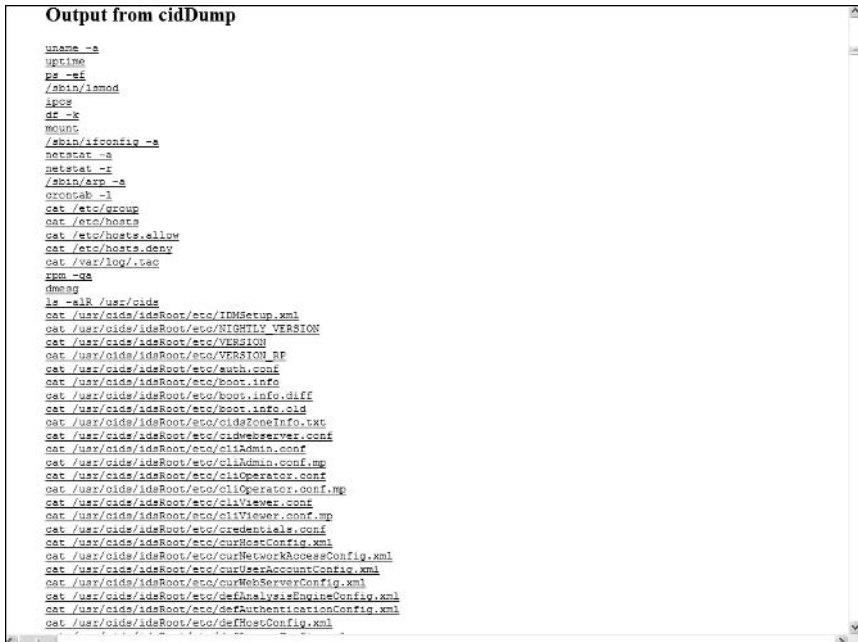 Output from cidDump
uname -a
uptime
ps -ef
/sbin/lsmod
ipcs
df -k
mount
/sbin/ifconfig -a
netstat -a
netstat -r
/sbin/arp -a
crontab -l
cat /etc/group
cat /etc/hosts
cat /etc/hosts.allow
cat /etc/hosts.deny
cat /var/log/.tac
rpm -qa
dmesg
ls -alR /usr/cids
cat /usr/cids/idsRoot/etc/IDMSetup.xml
cat /usr/cids/idsRoot/etc/NIGHTLY_VERSION
cat /usr/cids/idsRoot/etc/VERSION
cat /usr/cids/idsRoot/etc/VERSION_RP
cat /usr/cids/idsRoot/etc/auth.conf
cat /usr/cids/idsRoot/etc/boot.info
cat /usr/cids/idsRoot/etc/boot.info.diff
cat /usr/cids/idsRoot/etc/boot.info.old
cat /usr/cids/idsRoot/etc/cidsZoneInfo.txt
cat /usr/cids/idsRoot/etc/cidwebserver.conf
cat /usr/cids/idsRoot/etc/cliAdmin.conf
cat /usr/cids/idsRoot/etc/cliAdmin.conf.mp
cat /usr/cids/idsRoot/etc/cliOperator.conf
cat /usr/cids/idsRoot/etc/cliOperator.conf.mp
cat /usr/cids/idsRoot/etc/cliViewer.conf
cat /usr/cids/idsRoot/etc/cliViewer.conf.mp
cat /usr/cids/idsRoot/etc/credentials.conf
cat /usr/cids/idsRoot/etc/curHostConfig.xml
cat /usr/cids/idsRoot/etc/curNetworkAccessConfig.xml
cat /usr/cids/idsRoot/etc/curUserAccountConfig.xml
cat /usr/cids/idsRoot/etc/curWebServerConfig.xml
cat /usr/cids/idsRoot/etc/defAnalysisEngineConfig.xml
cat /usr/cids/idsRoot/etc/defAuthenticationConfig.xml
cat /usr/cids/idsRoot/etc/defHostConfig.xml